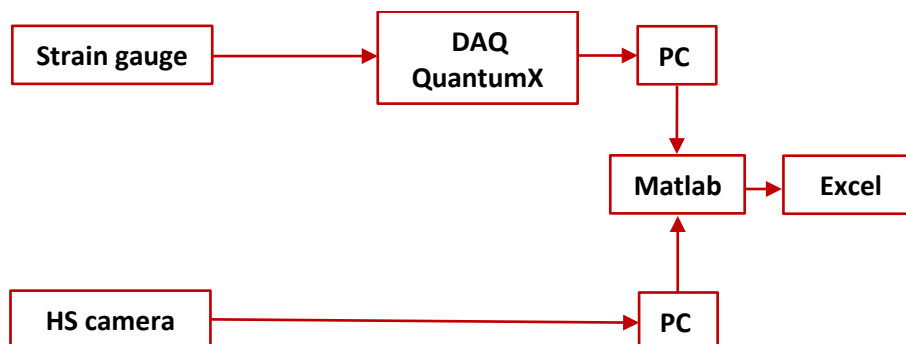 Strain gauge
DAQ
QuantumX
PC
Matlab
Excel
HS camera
PC